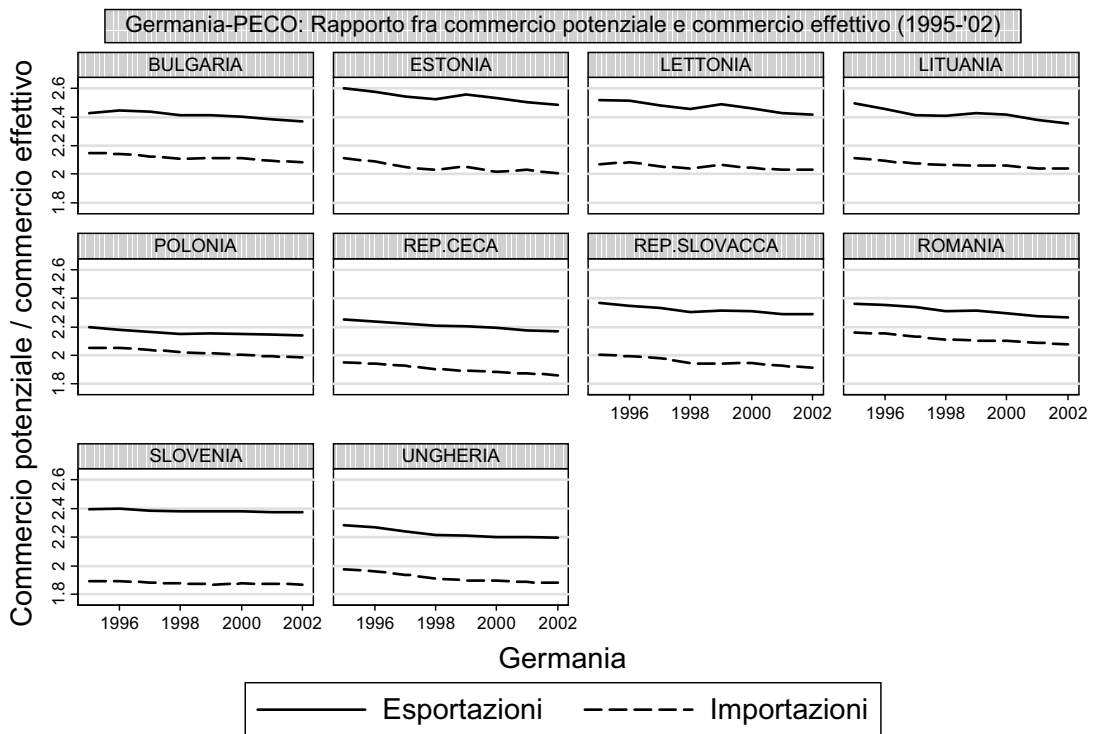 Germania-PECO: Rapporto fra commercio potenziale e commercio effettivo (1995-'02)
Commercio potenziale / commercio effettivo
BULGARIA ESTONIA LETTONIA LITUANIA
2.6
2.4
2.2
2
1.8
POLONIA REP.CECA REP.SLOVACCA ROMANIA
2.6
2.4
2.2
2
1.8
1996 1998 2000 2002 1996 1998 2000 2002
SLOVENIA UNGHERIA
2.6
2.4
2.2
2
1.8
1996 1998 2000 2002 1996 1998 2000 2002
Germania
Esportazioni Importazioni